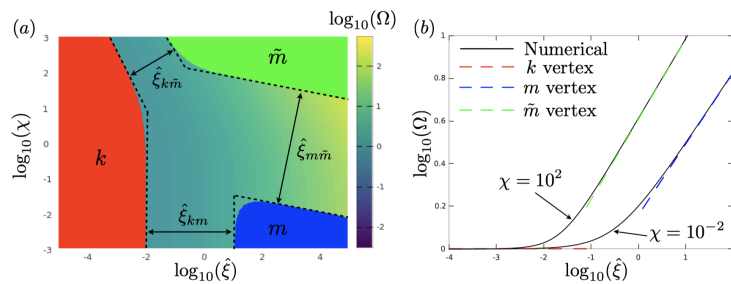 (a)
log₁₀(Ω)
3
2
1
0
-1
-2
-3
log₁₀(χ)
-4
-2
0
2
4
log₁₀(ξ̂)
k
m̃
m
ξ̂ₖₘ̃
ξ̂ₘₘ̃
ξ̂ₖₘ
2
1
0
-1
-2
(b)
1
0.8
0.6
0.4
0.2
0
log₁₀(Ω)
Numerical
k vertex
m vertex
m̃ vertex
χ = 10²
χ = 10⁻²
-4
-3
-2
-1
0
1
log₁₀(ξ̂)